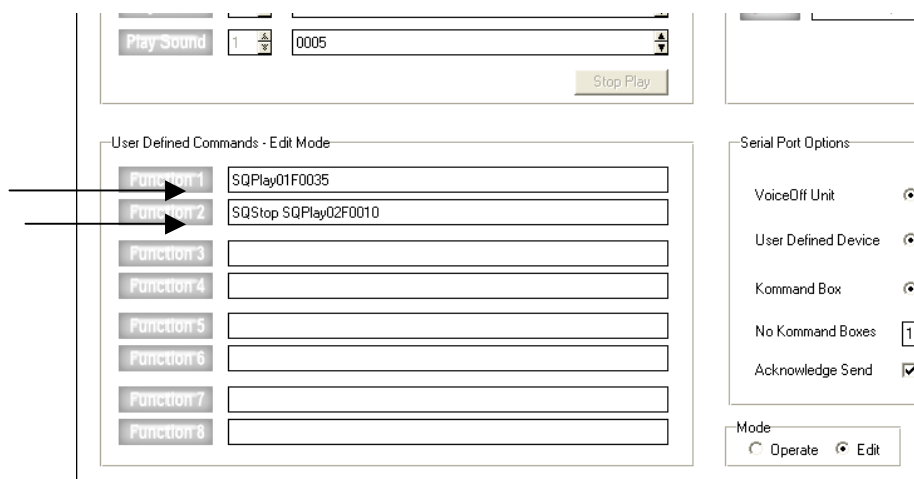 Play Sound 1 0005
Stop Play
User Defined Commands - Edit Mode
Function 1 SQPlay01F0035
Function 2 SQStop SQPlay02F0010
Function 3
Function 4
Function 5
Function 6
Function 7
Function 8
Serial Port Options
VoiceOff Unit
User Defined Device
Kommand Box
No Kommand Boxes 1
Acknowledge Send
Mode
Operate Edit